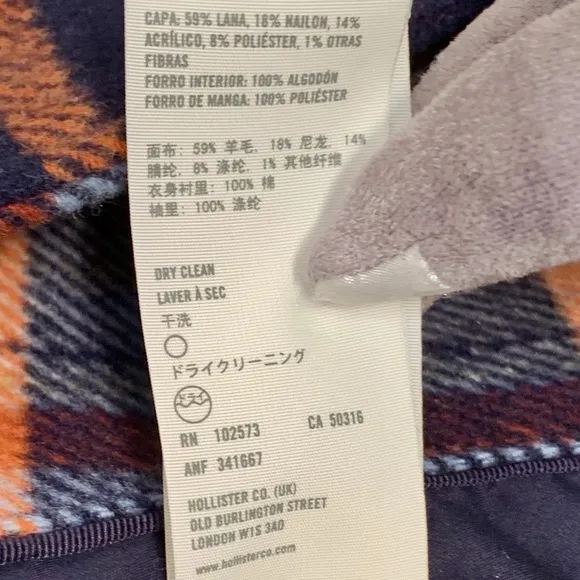 CAPA: 59% LANA, 18% NAILON, 14%
ACRÍLICO, 8% POLIÉSTER, 1% OTRAS
FIBRAS
FORRO INTERIOR: 100% ALGODÓN
FORRO DE MANGA: 100% POLIÉSTER
面布: 59% 羊毛, 18% 尼龙, 14%
腈纶, 8% 涤纶, 1% 其他纤维
衣身衬里: 100% 棉
袖里: 100% 涤纶
DRY CLEAN
LAVER À SEC
干洗
ドライクリーニング
ドライ
RN 102573 CA 50316
ANF 341667
HOLLISTER CO. (UK)
OLD BURLINGTON STREET
LONDON W1S 3AO
www.hollisterco.com